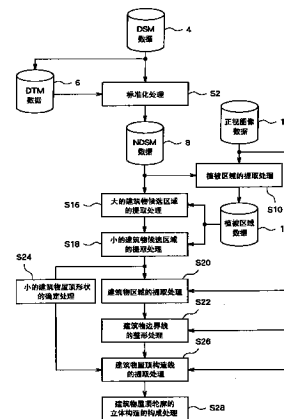 DSM
数据
4
DTM
数据
6
标准化处理
S2
NDSM
数据
8
正视图像
数据
1
植被区域的提取处理
S10
植被区域
数据
1
S16
大的建筑物候选区域
的提取处理
S18
小的建筑物候选区域
的提取处理
S24
小的建筑物屋顶形状
的确定处理
S20
建筑物区域的提取处理
S22
建筑物边界线
的整形处理
S26
建筑物屋顶构造线
的提取处理
建筑物屋顶轮廓的
立体构造的构成处理
S28